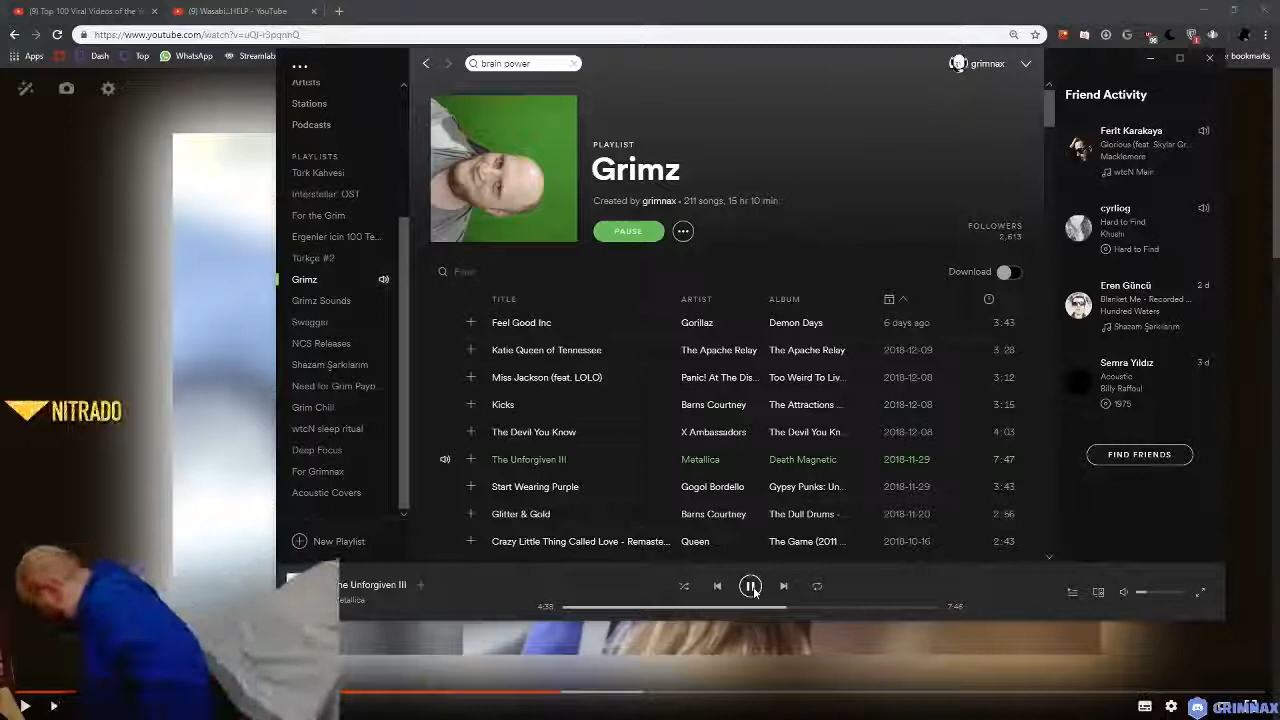 (9) Top 100 Viral Videos of the
(9) Wasabi...HELP - YouTube
https://www.youtube.com/watch?v=uQJ-r3pqnhQ
Apps
Dash
Top
WhatsApp
Streamlab
r bookmarks
brain power
grimnax
Artists
Stations
Podcasts
PLAYLISTS
Türk Kahvesi
Interstellar OST
For the Grim
Ergenler icin 100 Te...
Türkçe #2
Grimz
Grimz Sounds
Swagger
NCS Releases
Shazam Şarkılarım
Need for Grim Payb...
Grim Chill
wtcN sleep ritual
Deep Focus
For Grimnax
Acoustic Covers
New Playlist
PLAYLIST
Grimz
Created by grimnax • 211 songs, 15 hr 10 min
PAUSE
FOLLOWERS
2,613
Filter
Download
TITLE ARTIST ALBUM
Feel Good Inc Gorillaz Demon Days 6 days ago 3:43
Katie Queen of Tennessee The Apache Relay The Apache Relay 2018-12-09 3:28
Miss Jackson (feat. LOLO) Panic! At The Dis... Too Weird To Liv... 2018-12-08 3:12
Kicks Barns Courtney The Attractions ... 2018-12-08 3:15
The Devil You Know X Ambassadors The Devil You Kn... 2018-12-08 4:03
The Unforgiven III Metallica Death Magnetic 2018-11-29 7:47
Start Wearing Purple Gogol Bordello Gypsy Punks: Un... 2018-11-29 3:43
Glitter & Gold Barns Courtney The Dull Drums - 2018-11-20 2:56
Crazy Little Thing Called Love - Remaste... Queen The Game (2011 ... 2018-10-16 2:43
Friend Activity
Ferit Karakaya
Glorious (feat. Skylar Gr...
Macklemore
wtcN Main
cyrliog
Hard to Find
Khushi
Hard to Find
Eren Güncü 2 d
Blanket Me - Recorded ...
Hundred Waters
Shazam Şarkılarım
Semra Yıldız 3 d
Acoustic
Billy Raffoul
1975
FIND FRIENDS
he Unforgiven III
Metallica
4:38
7:46
NITRADO
GRIMNAX